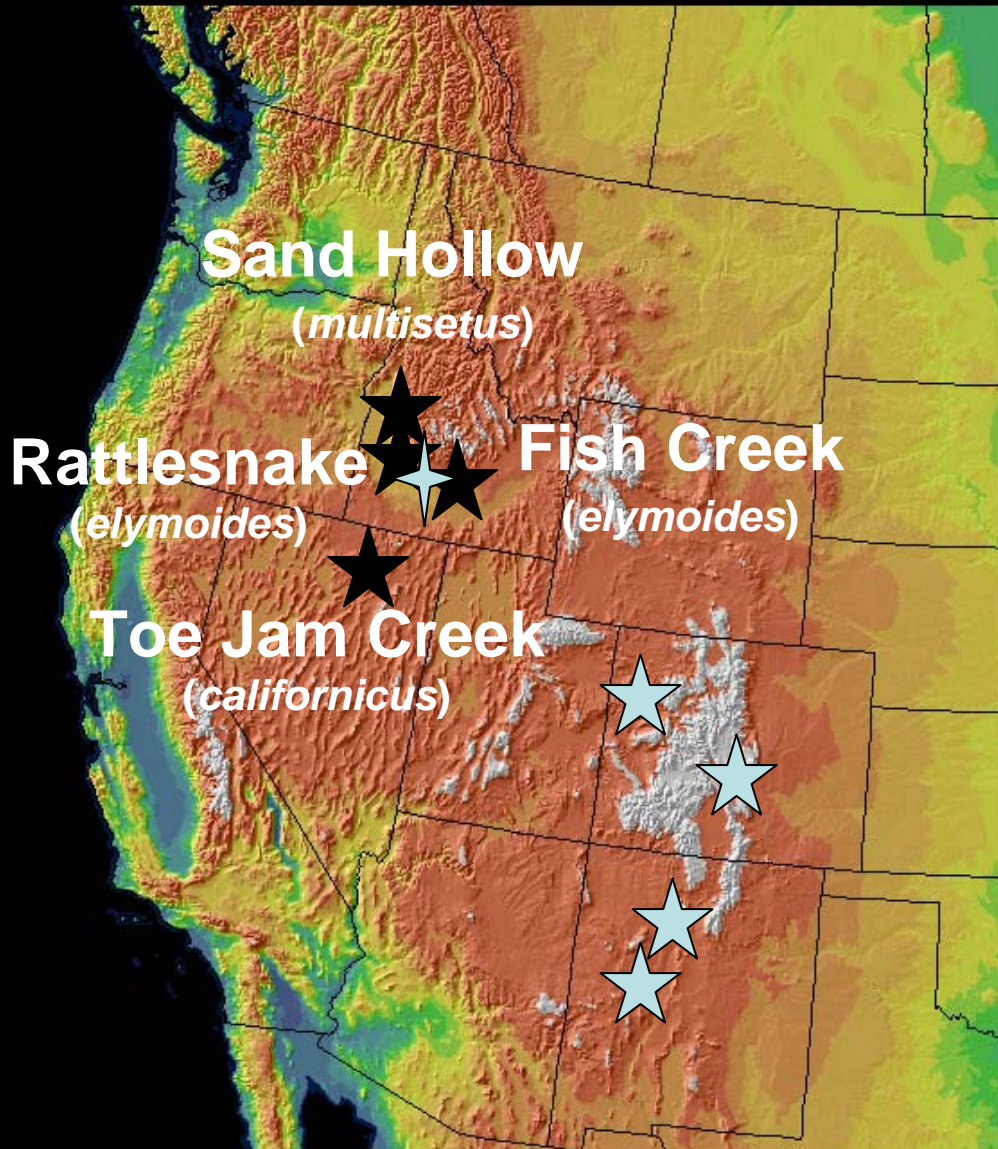 Sand Hollow
(multisetus)
Rattlesnake
(elymoides)
Fish Creek
(elymoides)
Toe Jam Creek
(californicus)